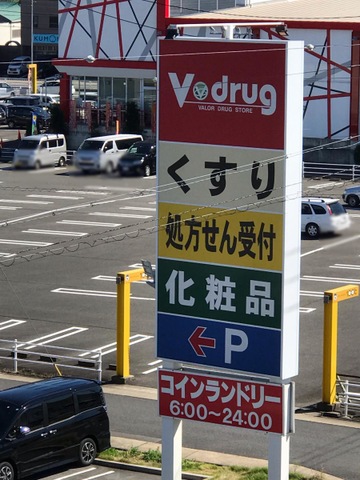 V・drug
VALOR DRUG STORE
くすり
処方せん受付
化粧品
P
コインランドリー
6:00~24:00